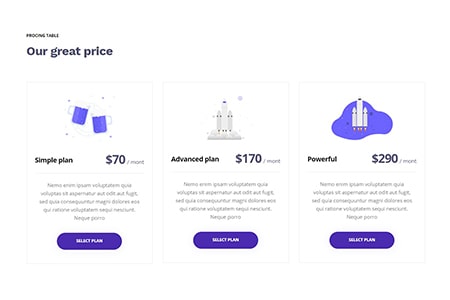 PROCING TABLE
Our great price
Simple plan $70 / mont
Nemo enim ipsam voluptatem quia
voluptas sit aspernatur aut odit aut fugit,
sed quia consequuntur magni dolores eos
qui ratione voluptatem sequi nesciunt.
Neque porro
SELECT PLAN
Advanced plan $170 / mont
Nemo enim ipsam voluptatem quia
voluptas sit aspernatur aut odit aut fugit,
sed quia consequuntur magni dolores eos
qui ratione voluptatem sequi nesciunt.
Neque porro
SELECT PLAN
Powerful $290 / mont
Nemo enim ipsam voluptatem quia
voluptas sit aspernatur aut odit aut fugit,
sed quia consequuntur magni dolores eos
qui ratione voluptatem sequi nesciunt.
Neque porro
SELECT PLAN